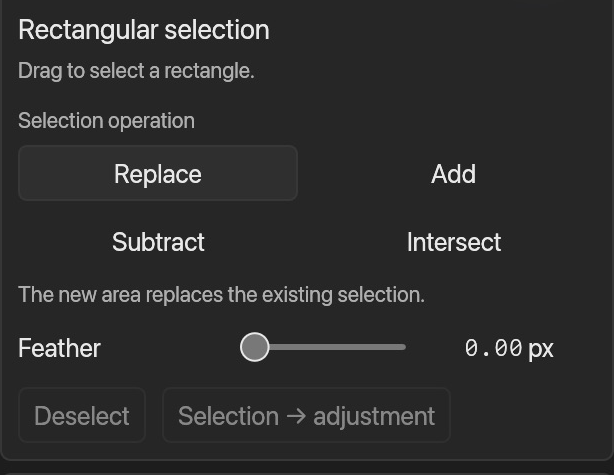 Rectangular selection
Drag to select a rectangle.
Selection operation
Replace Add
Subtract Intersect
The new area replaces the existing selection.
Feather 0.00 px
Deselect Selection → adjustment